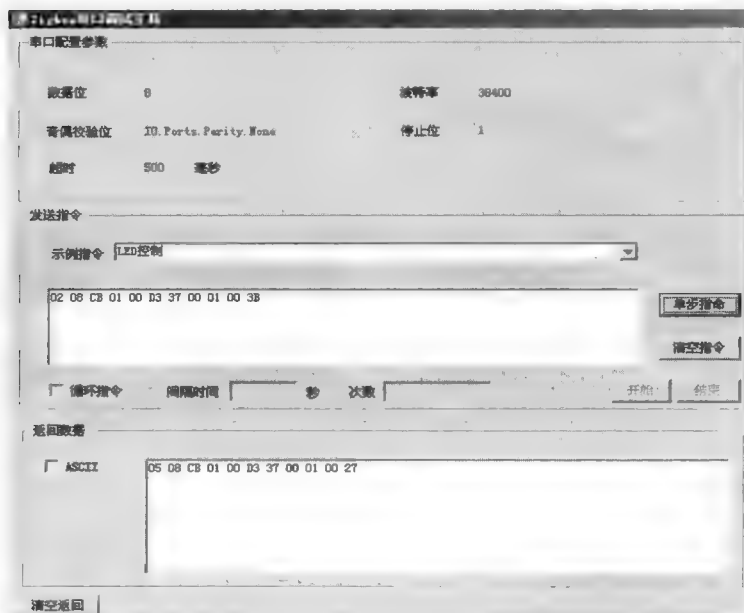 串口配置参数
数据位 8 波特率 38400
奇偶校验位 IO.Ports.Parity.None 停止位 1
超时 500 毫秒
发送指令
示例指令 LED控制
02 08 CB 01 00 D3 37 00 01 00 3B
单步指命
清空指令
循环指令 间隔时间 秒 次数 开始 结束
返回数据
ASCII 05 08 CB 01 00 D3 37 00 01 00 27
清空返回